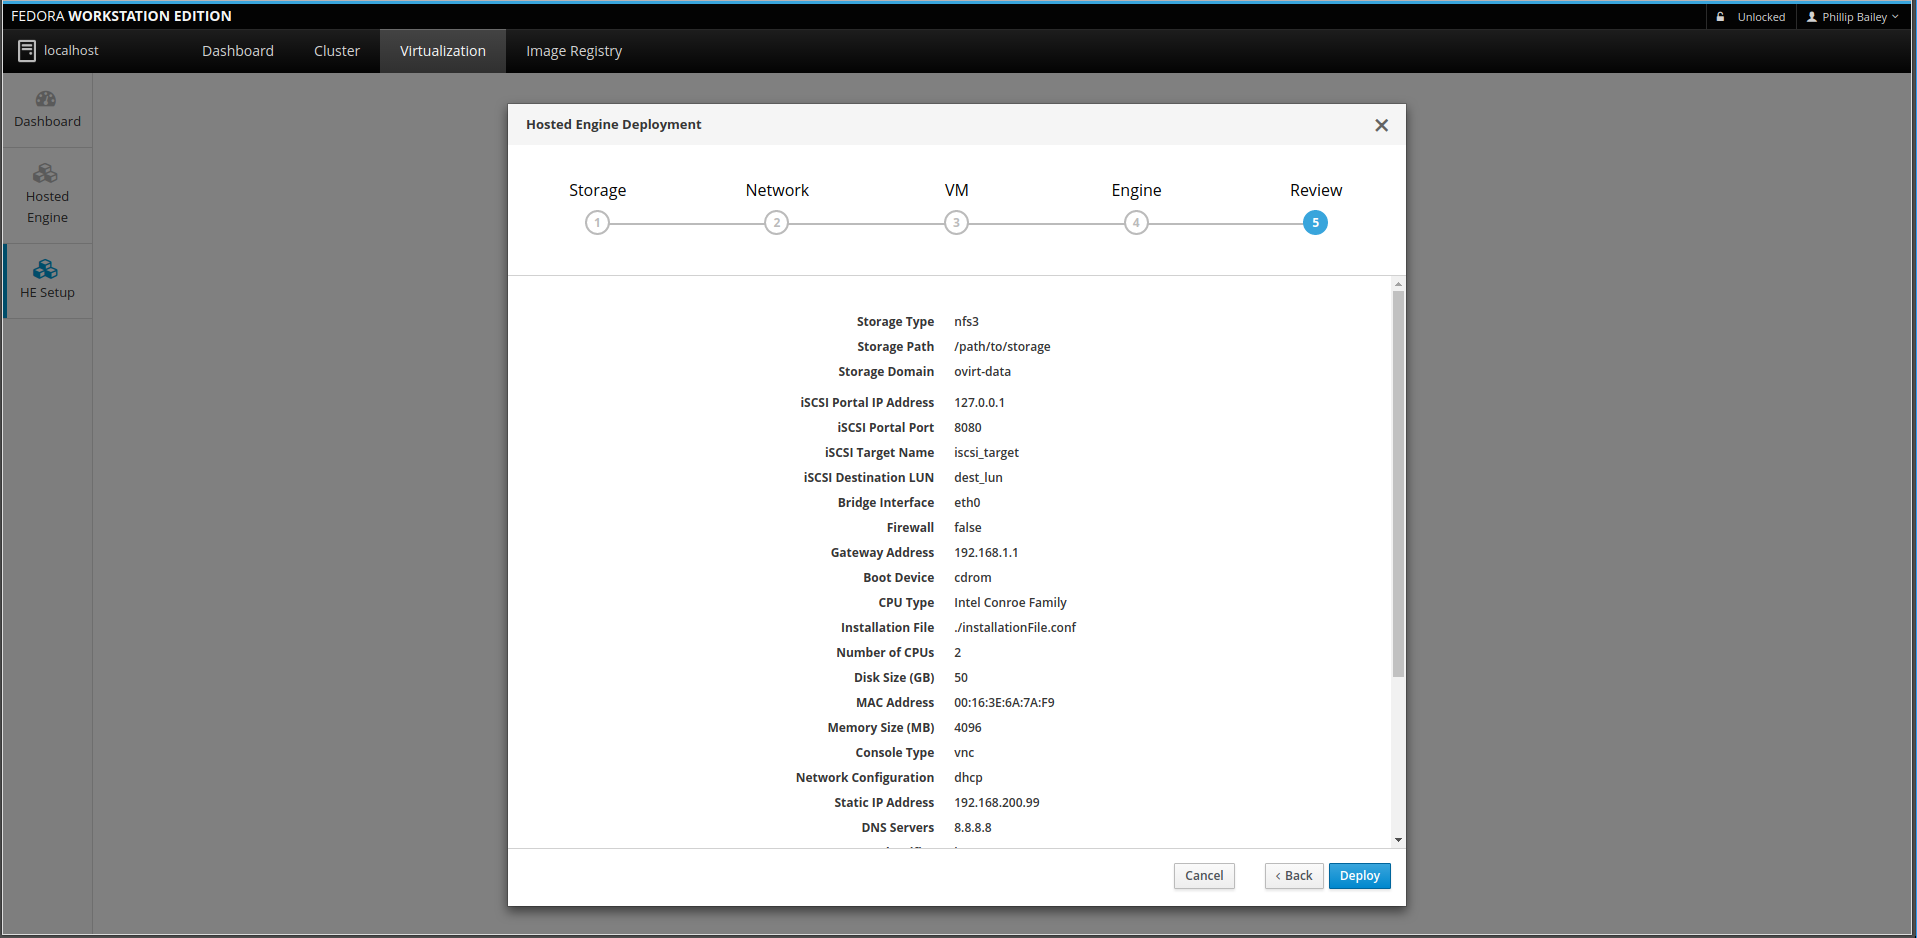 FEDORA WORKSTATION EDITION
Unlocked
Phillip Bailey
localhost
Dashboard
Cluster
Virtualization
Image Registry
Dashboard
Hosted
Engine
HE Setup
Hosted Engine Deployment
Storage
Network
VM
Engine
Review
1
2
3
4
5
Storage Type nfs3
Storage Path /path/to/storage
Storage Domain ovirt-data
iSCSI Portal IP Address 127.0.0.1
iSCSI Portal Port 8080
iSCSI Target Name iscsi_target
iSCSI Destination LUN dest_lun
Bridge Interface eth0
Firewall false
Gateway Address 192.168.1.1
Boot Device cdrom
CPU Type Intel Conroe Family
Installation File ./installationFile.conf
Number of CPUs 2
Disk Size (GB) 50
MAC Address 00:16:3E:6A:7A:F9
Memory Size (MB) 4096
Console Type vnc
Network Configuration dhcp
Static IP Address 192.168.200.99
DNS Servers 8.8.8.8
Cancel
‹ Back
Deploy